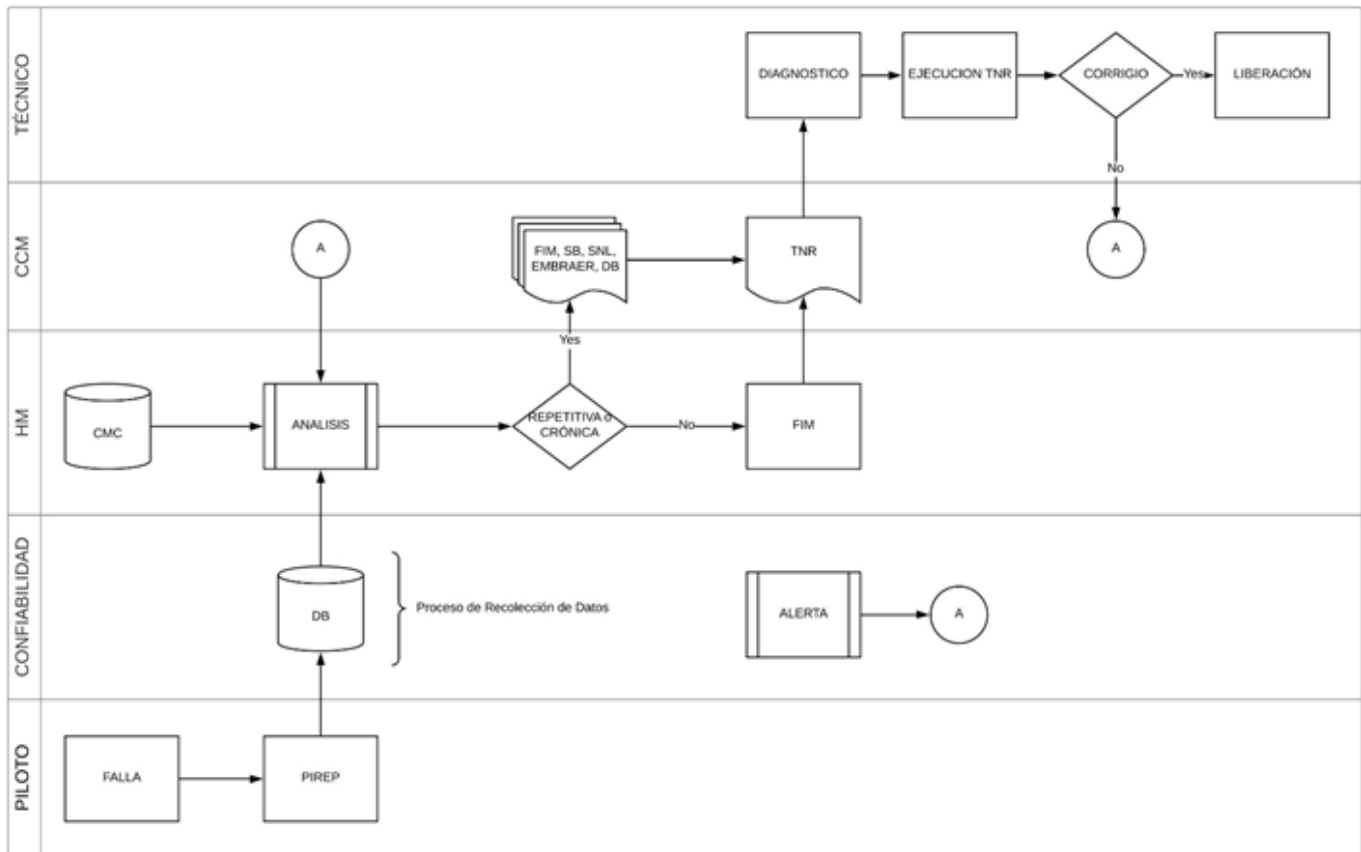 TÉCNICO
DIAGNOSTICO
EJECUCION TNR
CORRIGIO
Yes
LIBERACIÓN
No
CCM
A
FIM, SB, SNL,
EMBRAER, DB
TNR
A
Yes
HM
CMC
ANALISIS
REPETITIVA o
CRÓNICA
No
FIM
CONFIABILIDAD
DB
Proceso de Recolección de Datos
ALERTA
A
PILOTO
FALLA
PIREP